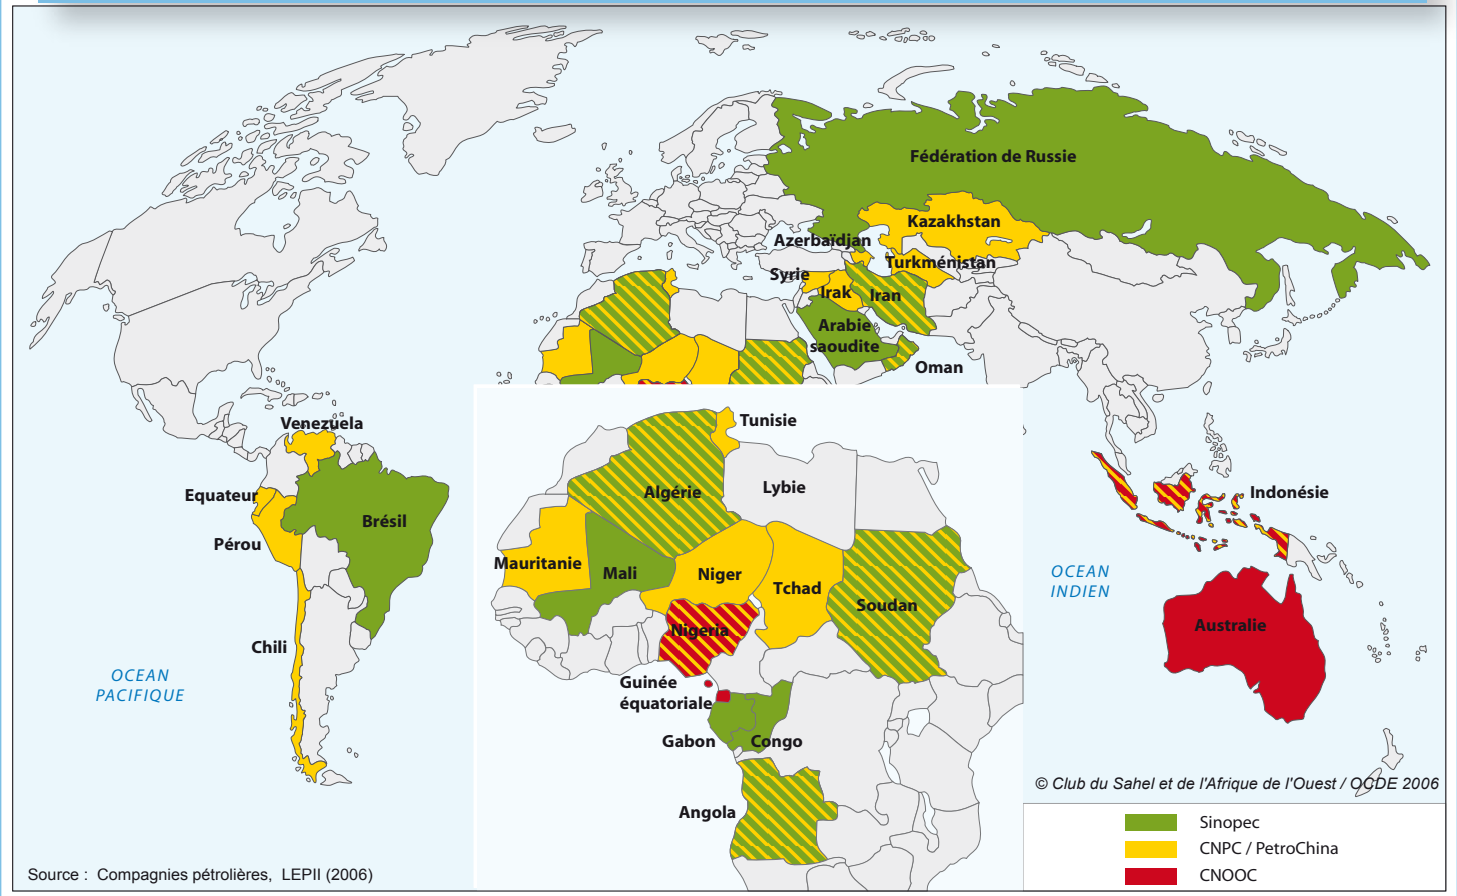 Fédération de Russie
Kazakhstan
Azerbaïdjan
Turkménistan
Syrie
Irak
Iran
Arabie
saoudite
Oman
Venezuela
Equateur
Brésil
Pérou
Chili
OCEAN
PACIFIQUE
Tunisie
Algérie
Lybie
Mauritanie
Mali
Niger
Tchad
Soudan
Nigeria
Guinée
équatoriale
Gabon
Congo
Angola
Indonésie
OCEAN
INDIEN
Australie
© Club du Sahel et de l'Afrique de l'Ouest / OCDE 2006
Sinopec
CNPC / PetroChina
CNOOC
Source : Compagnies pétrolières, LEPII (2006)